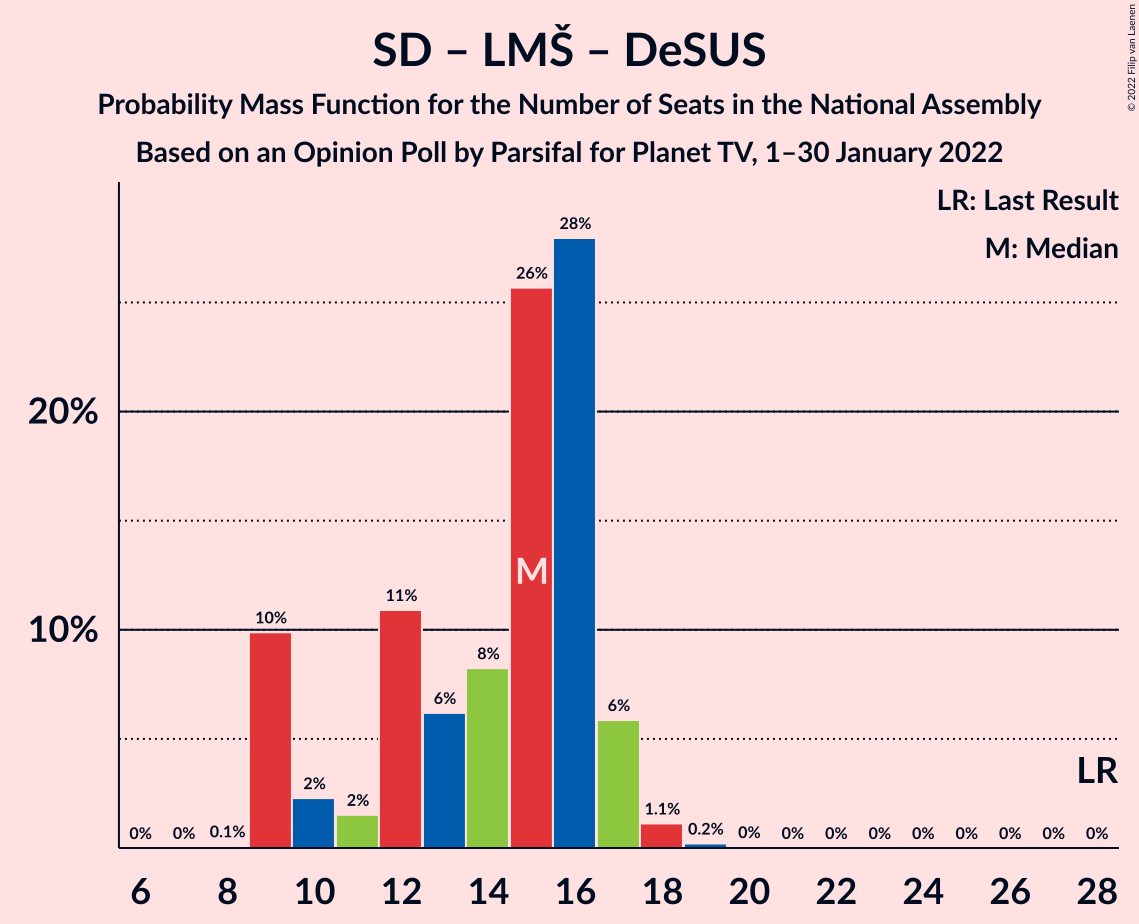 SD – LMŠ – DeSUS
Probability Mass Function for the Number of Seats in the National Assembly
Based on an Opinion Poll by Parsifal for Planet TV, 1–30 January 2022
© 2022 Filip van Laenen
LR: Last Result
M: Median
28%
26%
20%
M
11%
10%
10%
8%
6%
6%
LR
2%
2%
1.1%
0% 0% 0.1% 0.2% 0% 0% 0% 0% 0% 0% 0% 0% 0%
6 8 10 12 14 16 18 20 22 24 26 28